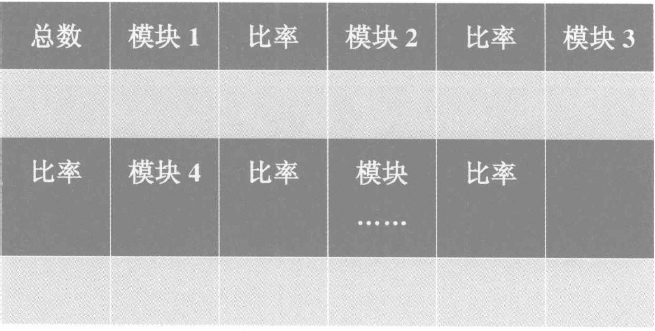 总数 模块 1 比率 模块 2 比率 模块 3
比率 模块 4 比率 模块 比率
……